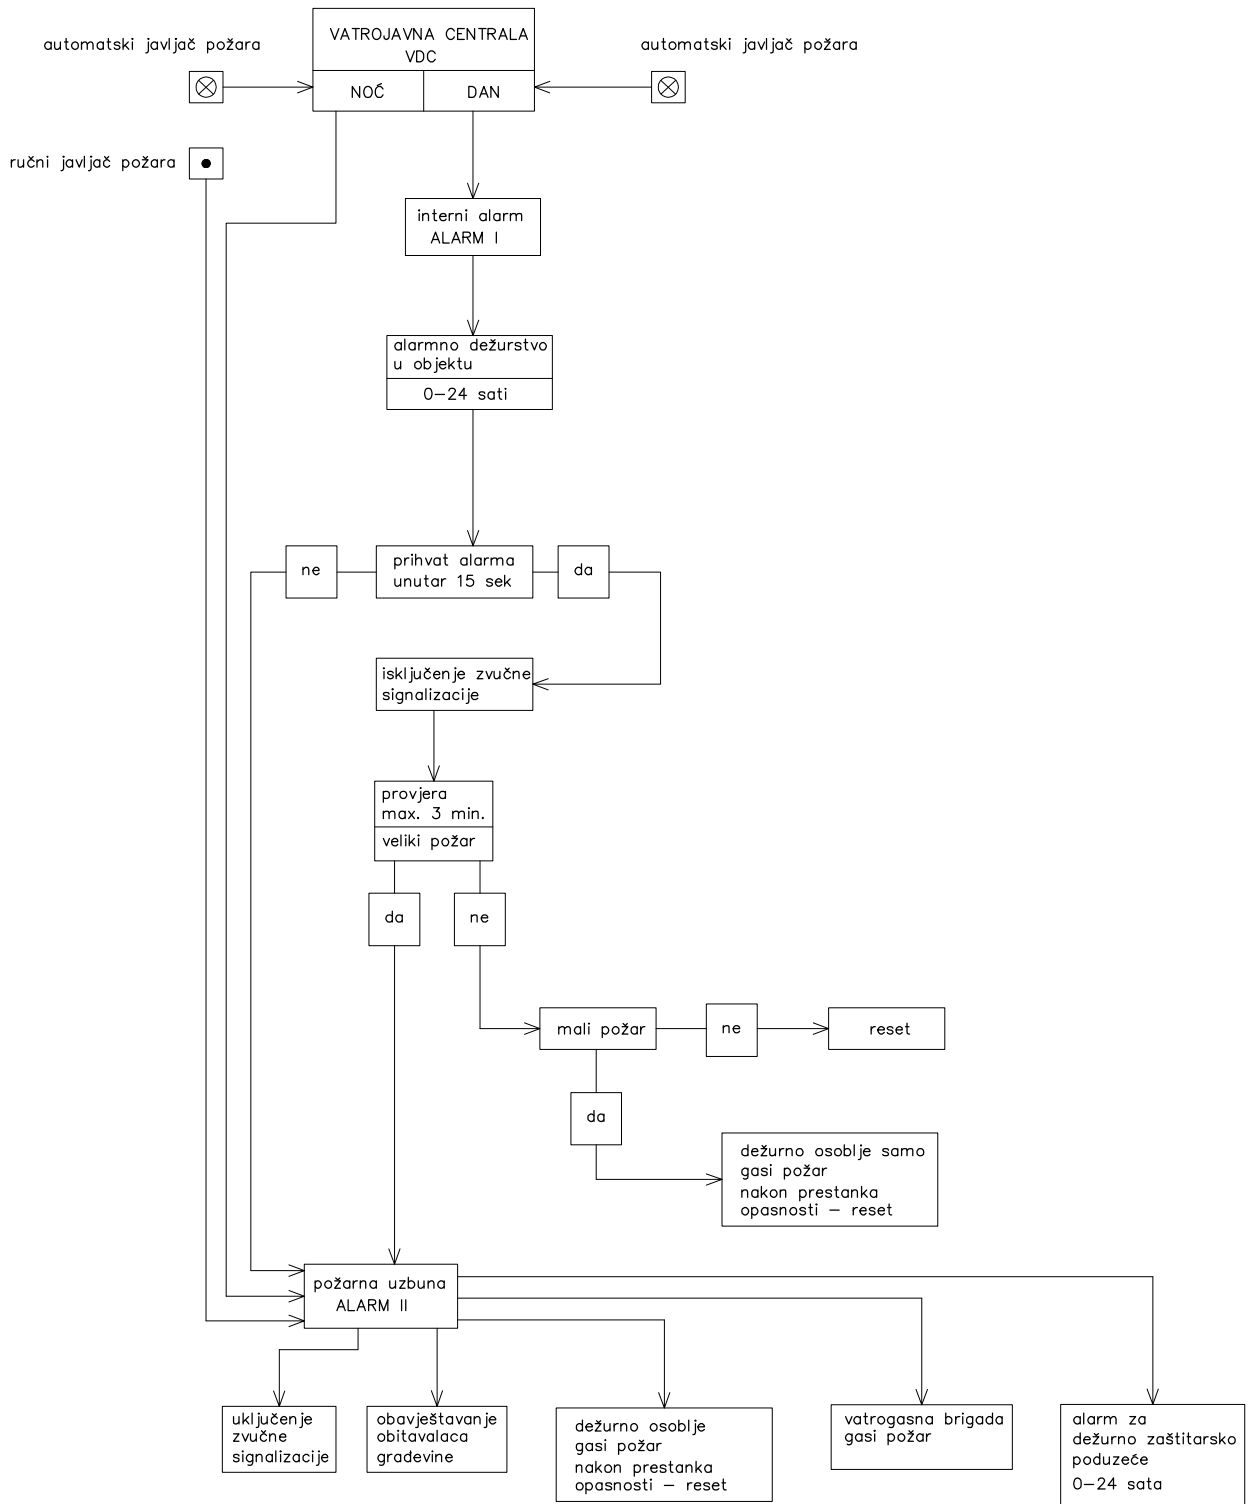 VATROJAVNA CENTRALA
VDC
automatski javljač požara
automatski javljač požara
NOĆ
DAN
ručni javljač požara
interni alarm
ALARM I
alarmno dežurstvo
u objektu
0–24 sati
ne
prihvat alarma
unutar 15 sek
da
isključenje zvučne
signalizacije
provjera
max. 3 min.
veliki požar
da
ne
mali požar
ne
reset
da
dežurno osoblje samo
gasi požar
nakon prestanka
opasnosti – reset
požarna uzbuna
ALARM II
uključenje
zvučne
signalizacije
obavještavanje
obitavalaca
građevine
dežurno osoblje
gasi požar
nakon prestanka
opasnosti – reset
vatrogasna brigada
gasi požar
alarm za
dežurno zaštitarsko
poduzeče
0–24 sata